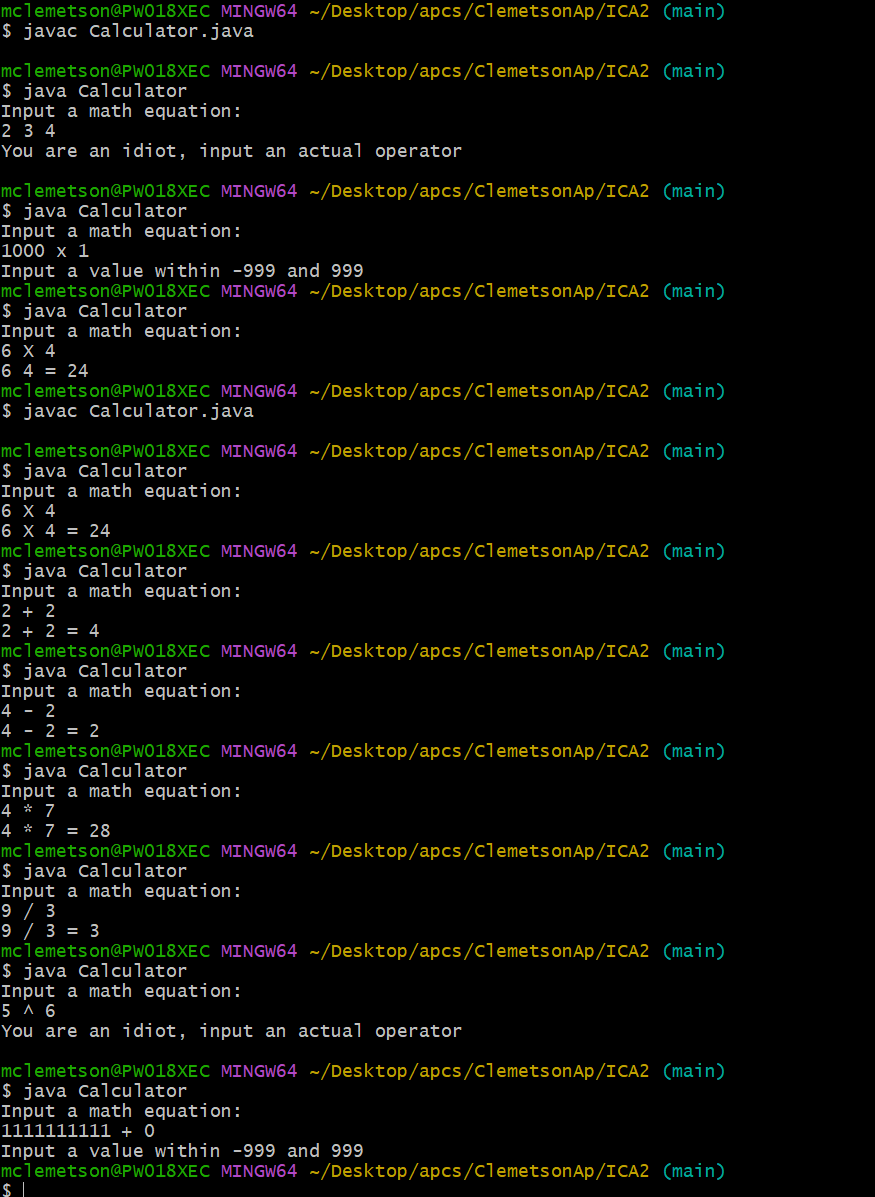 mclemetson@PW018XEC MINGW64 ~/Desktop/apcs/ClemetsonAp/ICA2 (main)
$ javac Calculator.java
mclemetson@PW018XEC MINGW64 ~/Desktop/apcs/ClemetsonAp/ICA2 (main)
$ java Calculator
Input a math equation:
2 3 4
You are an idiot, input an actual operator
mclemetson@PW018XEC MINGW64 ~/Desktop/apcs/ClemetsonAp/ICA2 (main)
$ java Calculator
Input a math equation:
1000 x 1
Input a value within -999 and 999
mclemetson@PW018XEC MINGW64 ~/Desktop/apcs/ClemetsonAp/ICA2 (main)
$ java Calculator
Input a math equation:
6 X 4
6 4 = 24
mclemetson@PW018XEC MINGW64 ~/Desktop/apcs/ClemetsonAp/ICA2 (main)
$ javac Calculator.java
mclemetson@PW018XEC MINGW64 ~/Desktop/apcs/ClemetsonAp/ICA2 (main)
$ java Calculator
Input a math equation:
6 X 4
6 X 4 = 24
mclemetson@PW018XEC MINGW64 ~/Desktop/apcs/ClemetsonAp/ICA2 (main)
$ java Calculator
Input a math equation:
2 + 2
2 + 2 = 4
mclemetson@PW018XEC MINGW64 ~/Desktop/apcs/ClemetsonAp/ICA2 (main)
$ java Calculator
Input a math equation:
4 - 2
4 - 2 = 2
mclemetson@PW018XEC MINGW64 ~/Desktop/apcs/ClemetsonAp/ICA2 (main)
$ java Calculator
Input a math equation:
4 * 7
4 * 7 = 28
mclemetson@PW018XEC MINGW64 ~/Desktop/apcs/ClemetsonAp/ICA2 (main)
$ java Calculator
Input a math equation:
9 / 3
9 / 3 = 3
mclemetson@PW018XEC MINGW64 ~/Desktop/apcs/ClemetsonAp/ICA2 (main)
$ java Calculator
Input a math equation:
5 ^ 6
You are an idiot, input an actual operator
mclemetson@PW018XEC MINGW64 ~/Desktop/apcs/ClemetsonAp/ICA2 (main)
$ java Calculator
Input a math equation:
1111111111 + 0
Input a value within -999 and 999
mclemetson@PW018XEC MINGW64 ~/Desktop/apcs/ClemetsonAp/ICA2 (main)
$